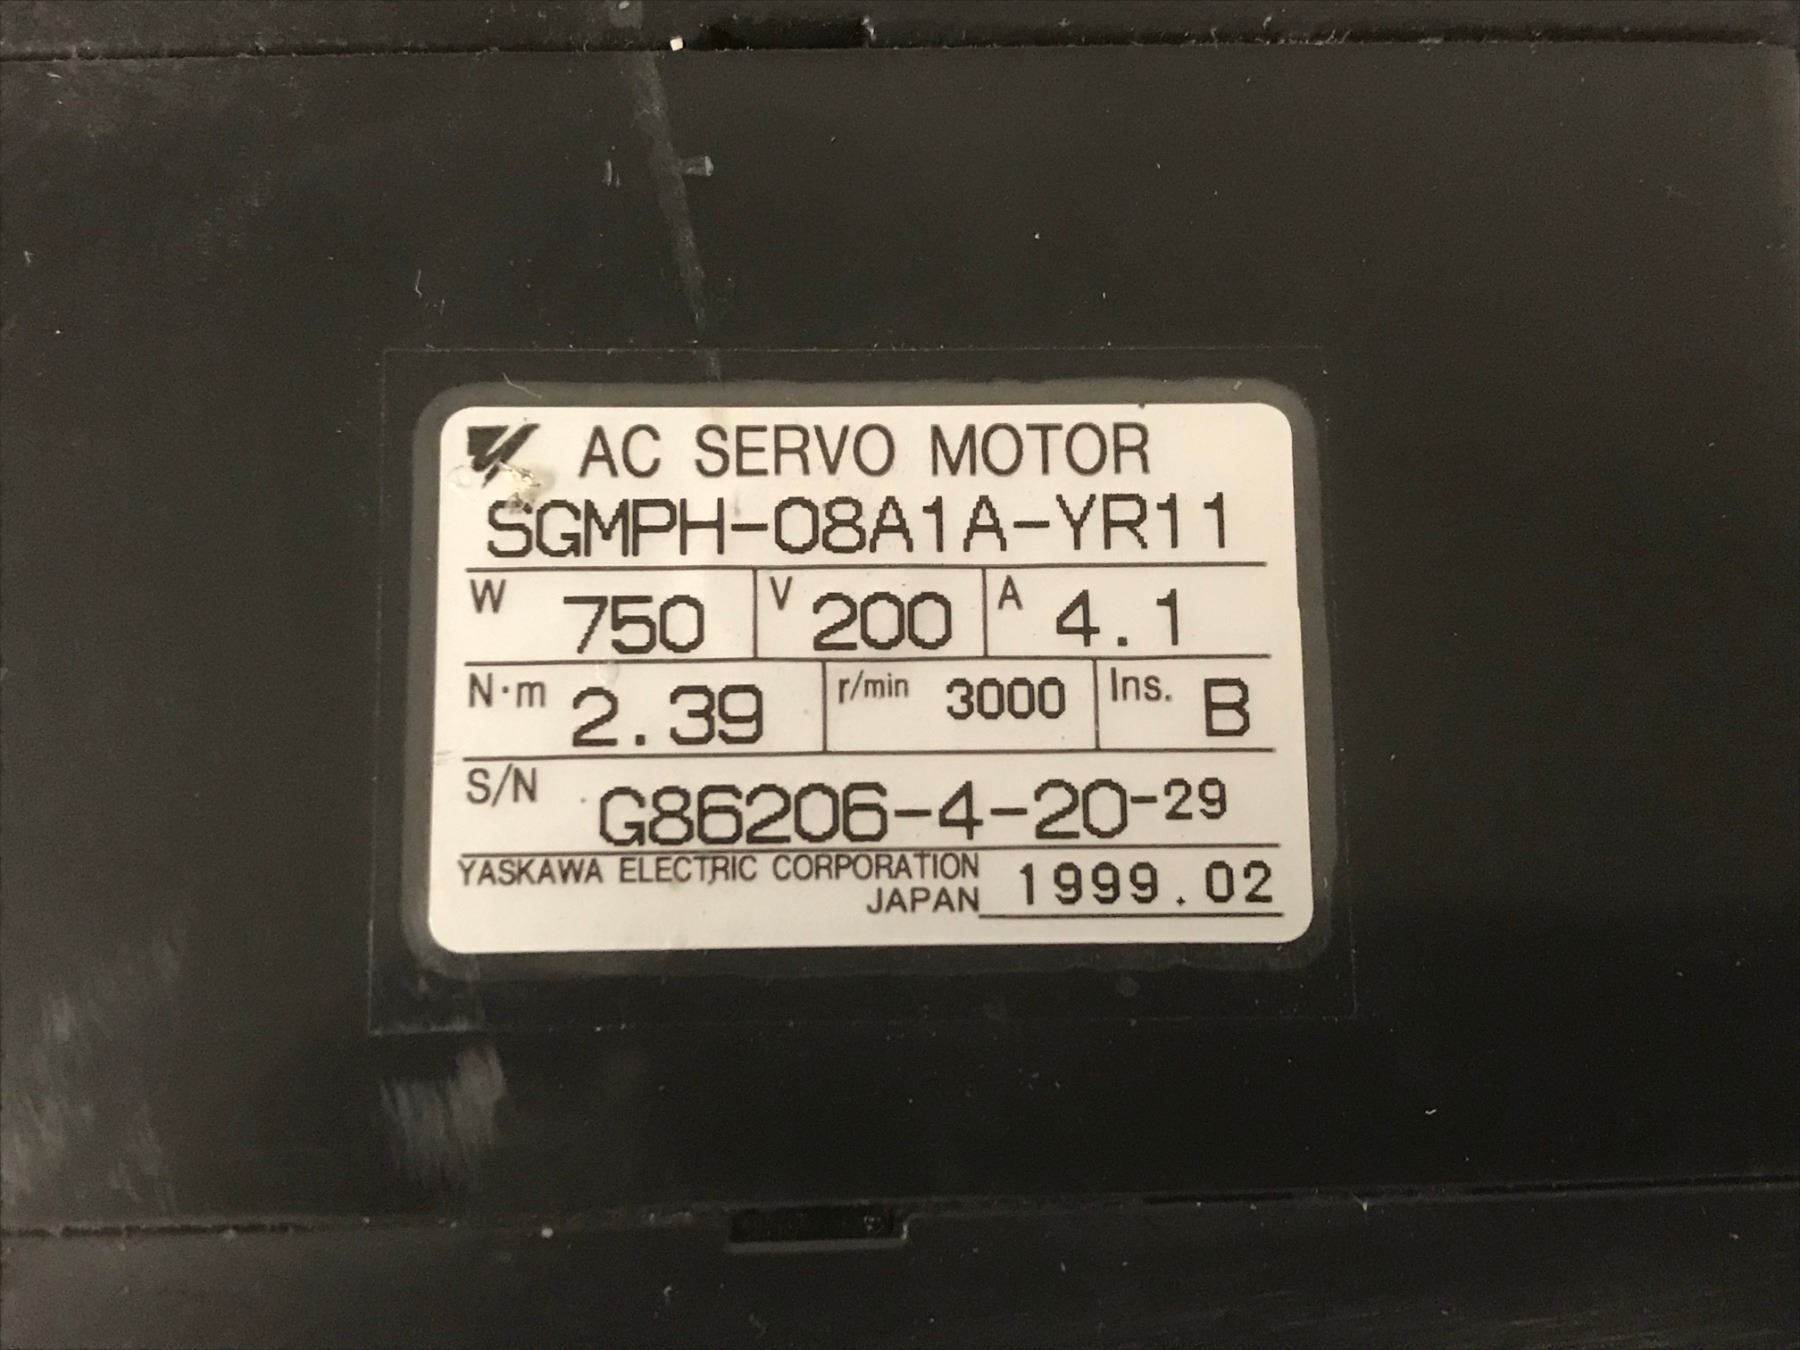 AC SERVO MOTOR
SGMPH-08A1A-YR11
W 750 V 200 A 4.1
N·m 2.39 r/min 3000 Ins. B
S/N G86206-4-20-29
YASKAWA ELECTRIC CORPORATION
JAPAN 1999.02